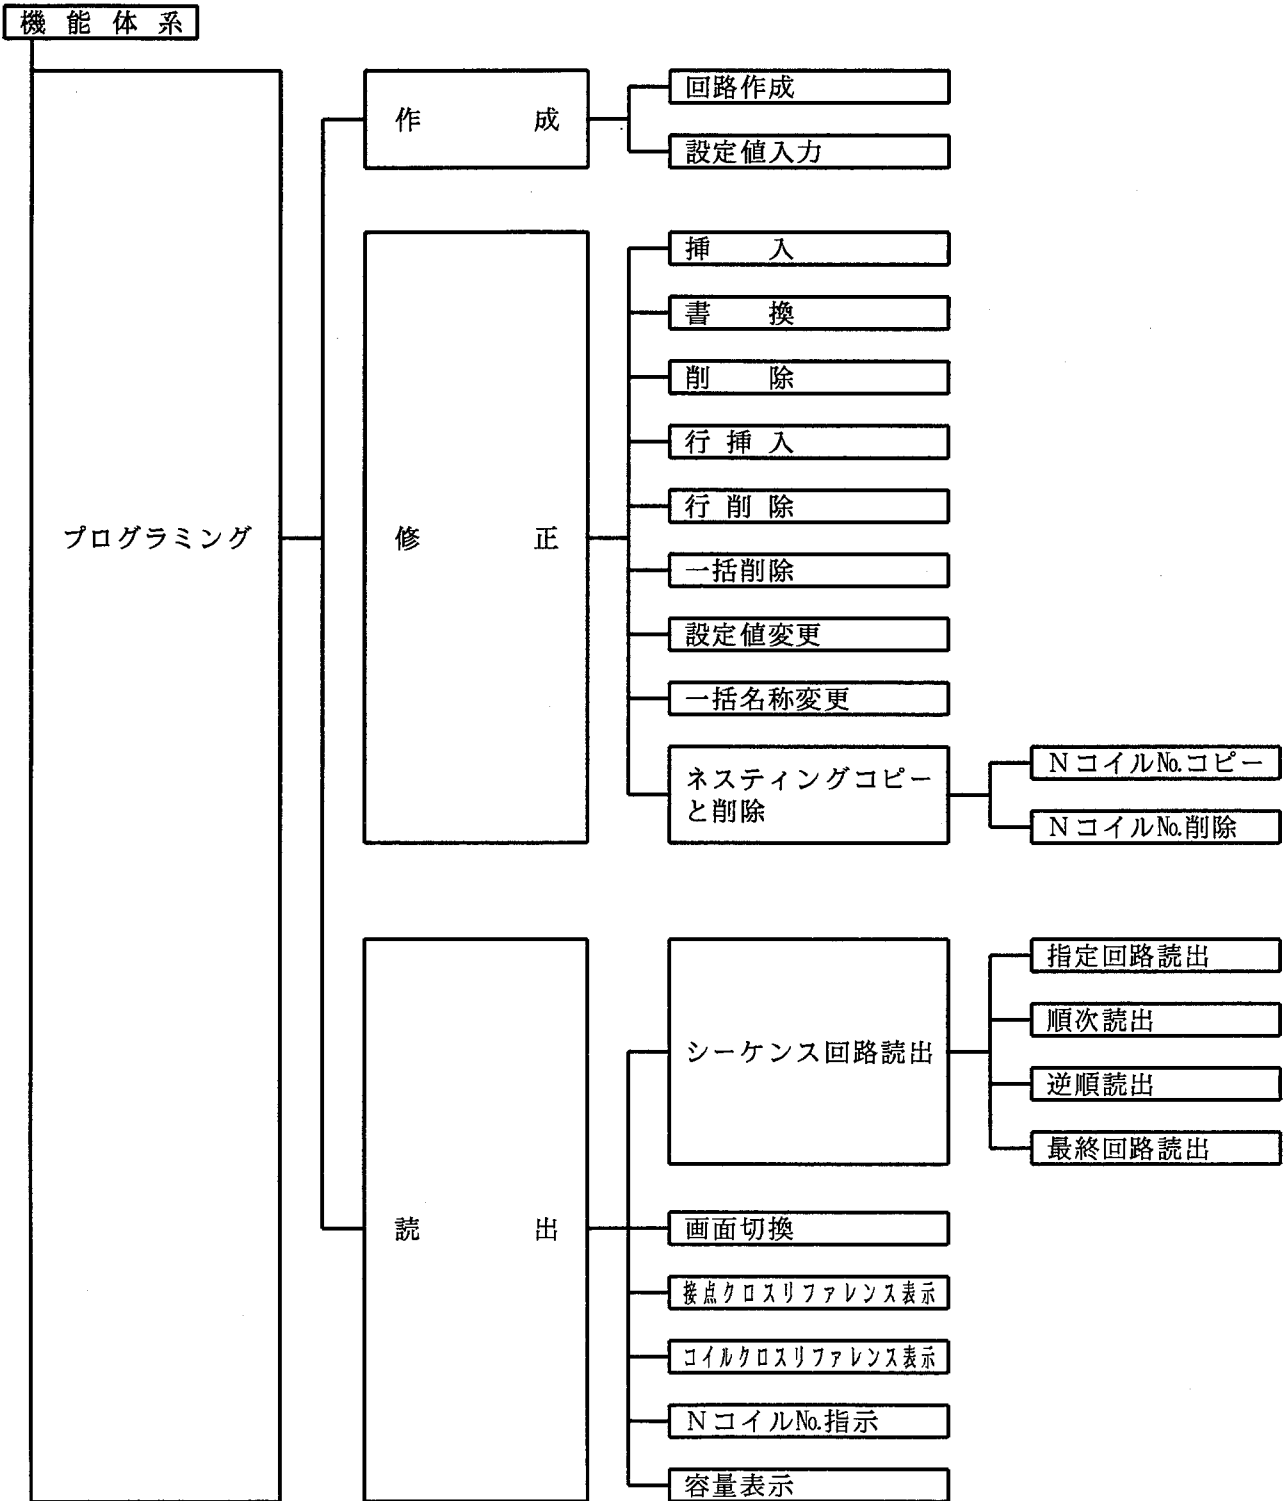 機能体系
プログラミング
作成
回路作成
設定値入力
修正
挿入
書換
削除
行挿入
行削除
一括削除
設定値変更
一括名称変更
ネスティングコピー
と削除
Nコイル№コピー
Nコイル№削除
読出
シーケンス回路読出
指定回路読出
順次読出
逆順読出
最終回路読出
画面切換
接点クロスリファレンス表示
コイルクロスリファレンス表示
Nコイル№指示
容量表示